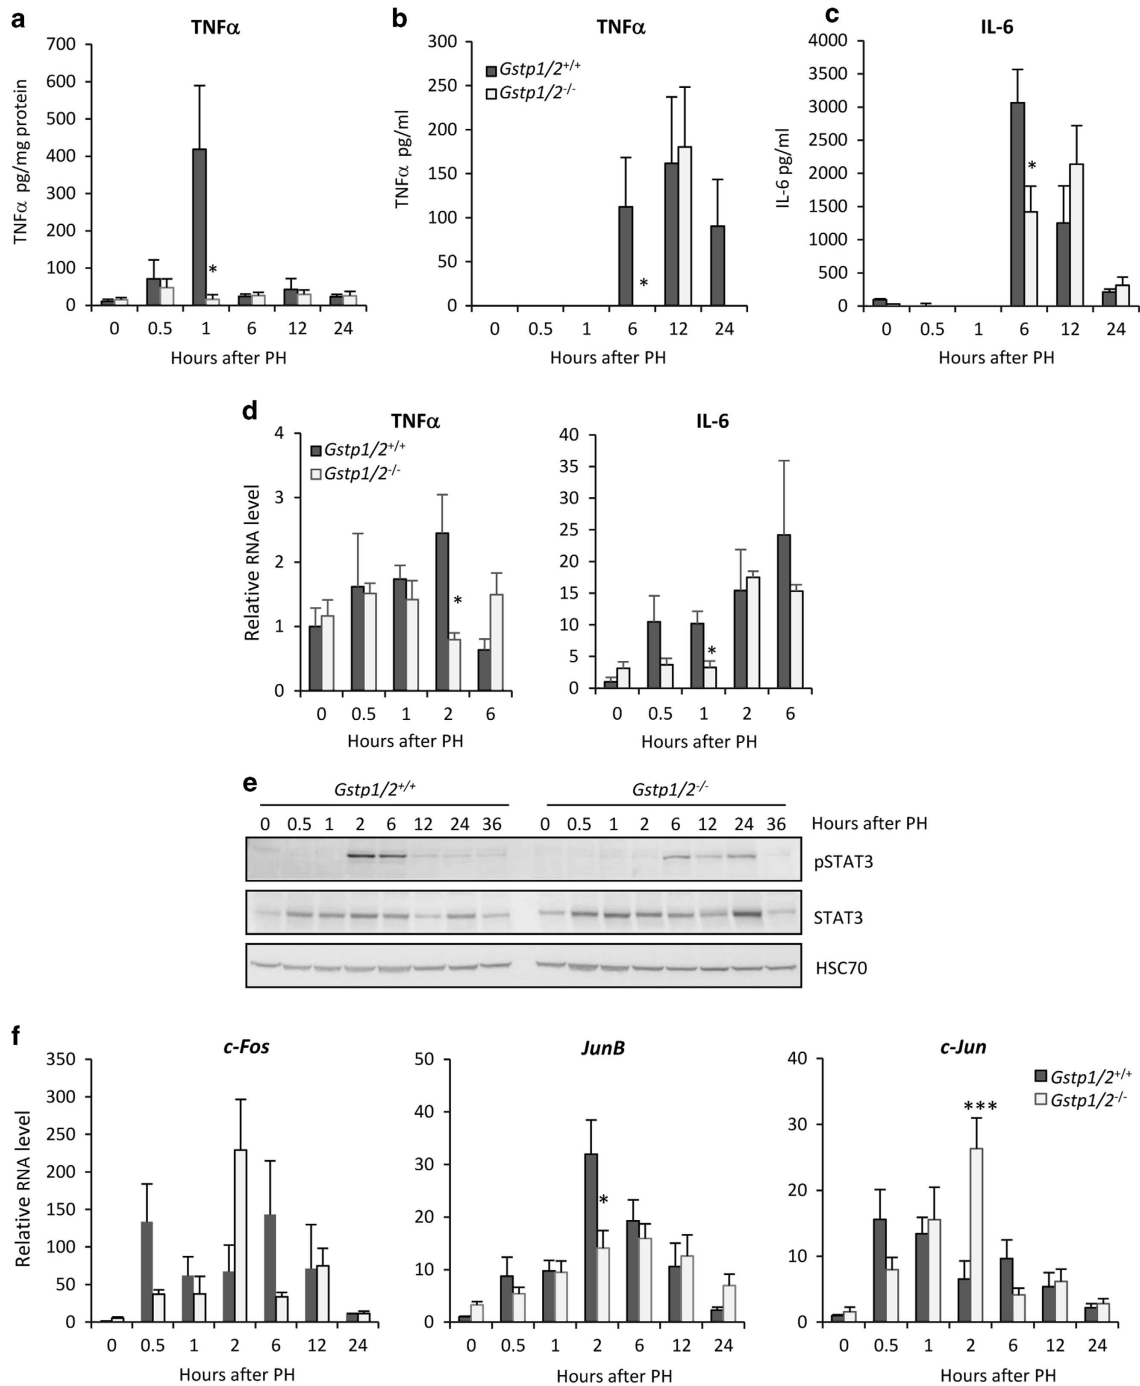 a
TNFα
TNFα pg/mg protein
700
600
500
400
300
200
100
0
*
0 0.5 1 6 12 24
Hours after PH
b
TNFα
TNFα pg/ml
300
250
200
150
100
50
0
Gstp1/2+/+
Gstp1/2-/-
*
0 0.5 1 6 12 24
Hours after PH
c
IL-6
IL-6 pg/ml
4000
3500
3000
2500
2000
1500
1000
500
0
*
0 0.5 1 6 12 24
Hours after PH
d
TNFα
Relative RNA level
4
3
2
1
0
Gstp1/2+/+
Gstp1/2-/-
*
0 0.5 1 2 6
Hours after PH
IL-6
40
35
30
25
20
15
10
5
0
*
0 0.5 1 2 6
Hours after PH
e
Gstp1/2+/+ Gstp1/2-/-
0 0.5 1 2 6 12 24 36 0 0.5 1 2 6 12 24 36 Hours after PH
pSTAT3
STAT3
HSC70
f
c-Fos
Relative RNA level
350
300
250
200
150
100
50
0
0 0.5 1 2 6 12 24
Hours after PH
JunB
50
40
30
20
10
0
*
0 0.5 1 2 6 12 24
Hours after PH
c-Jun
40
30
20
10
0
Gstp1/2+/+
Gstp1/2-/-
***
0 0.5 1 2 6 12 24
Hours after PH